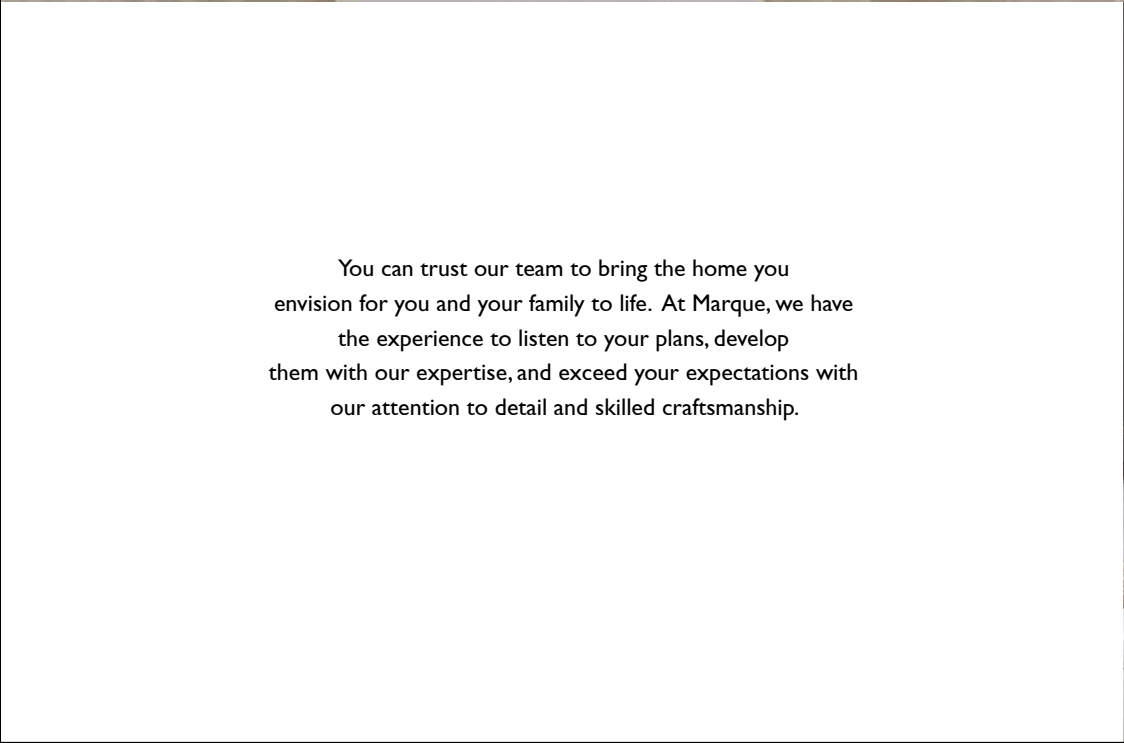 You can trust our team to bring the home you
envision for you and your family to life.  At Marque, we have
the experience to listen to your plans, develop
them with our expertise, and exceed your expectations with
our attention to detail and skilled craftsmanship.